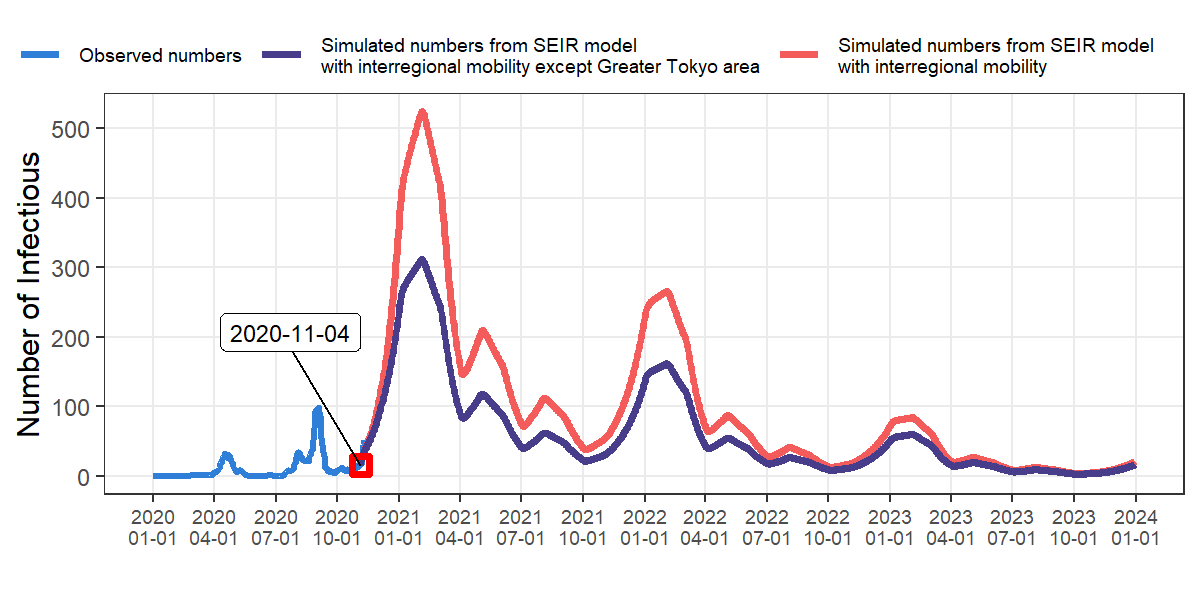 Observed numbers
Simulated numbers from SEIR model
with interregional mobility except Greater Tokyo area
Simulated numbers from SEIR model
with interregional mobility
Number of Infectious
500
400
300
200
100
0
2020-11-04
2020 2020 2020 2020 2021 2021 2021 2021 2022 2022 2022 2022 2023 2023 2023 2023 2024
01-01 04-01 07-01 10-01 01-01 04-01 07-01 10-01 01-01 04-01 07-01 10-01 01-01 04-01 07-01 10-01 01-01